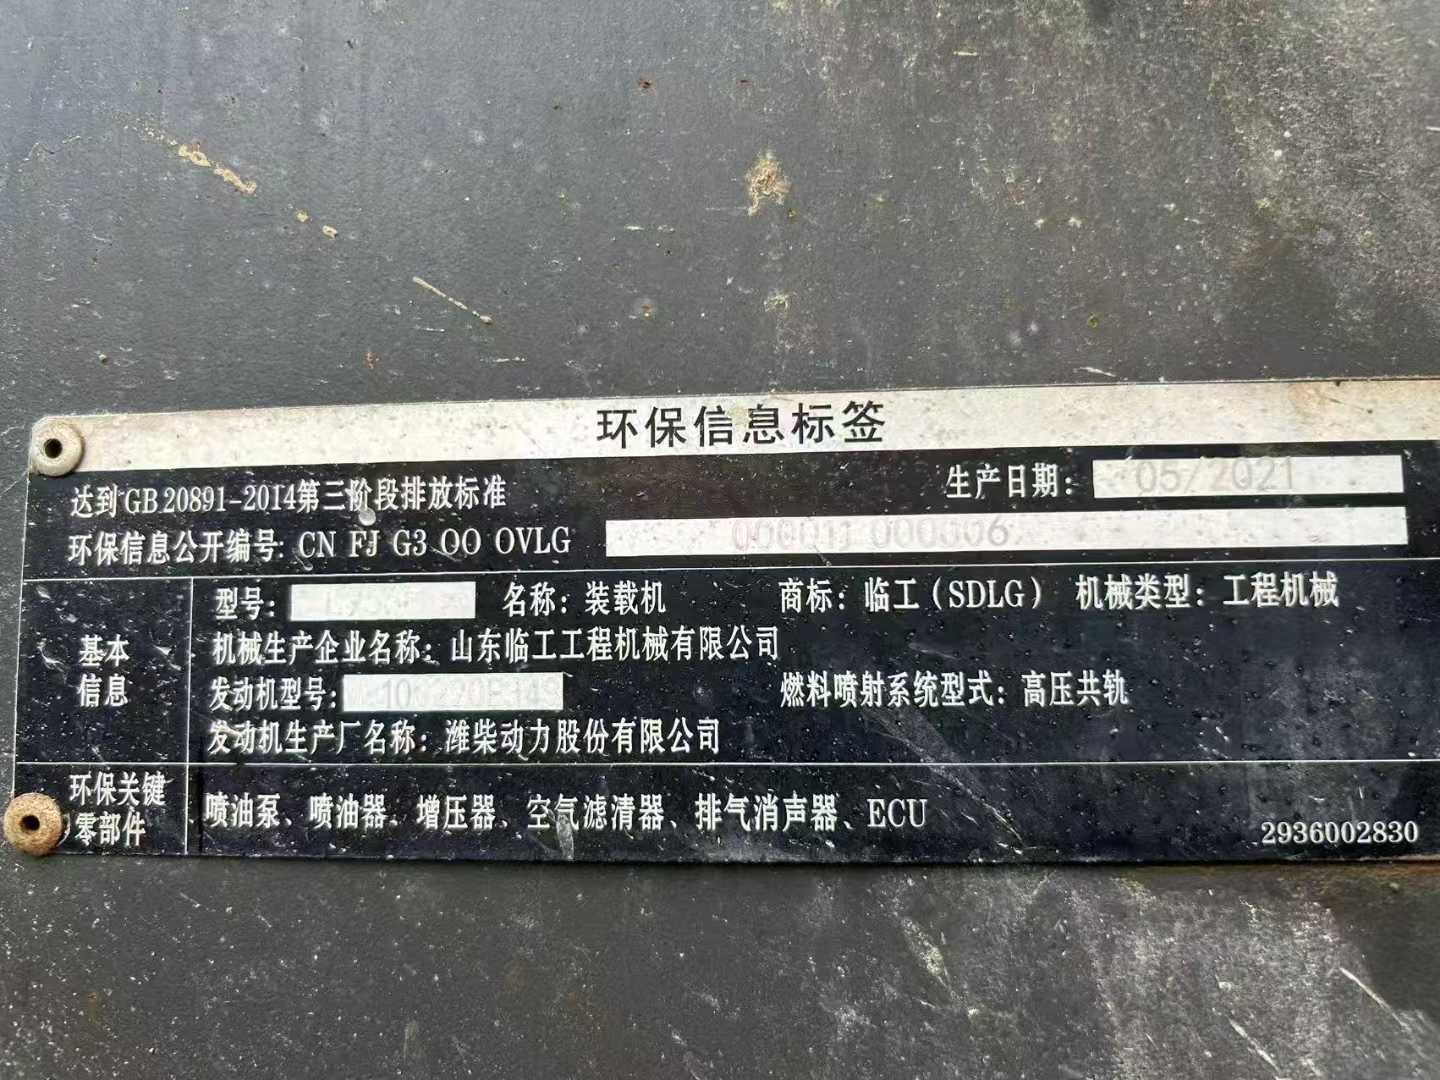 环保信息标签
达到GB 20891-2014第三阶段排放标准 生产日期: 05/2021
环保信息公开编号: CN FJ G3 OO OVLG 000011 000006
基本信息
型号: 名称: 装载机 商标: 临工(SDLG) 机械类型: 工程机械
机械生产企业名称: 山东临工工程机械有限公司
发动机型号: 燃料喷射系统型式: 高压共轨
发动机生产厂名称: 潍柴动力股份有限公司
环保关键零部件
喷油泵、喷油器、增压器、空气滤清器、排气消声器、ECU
2936002830